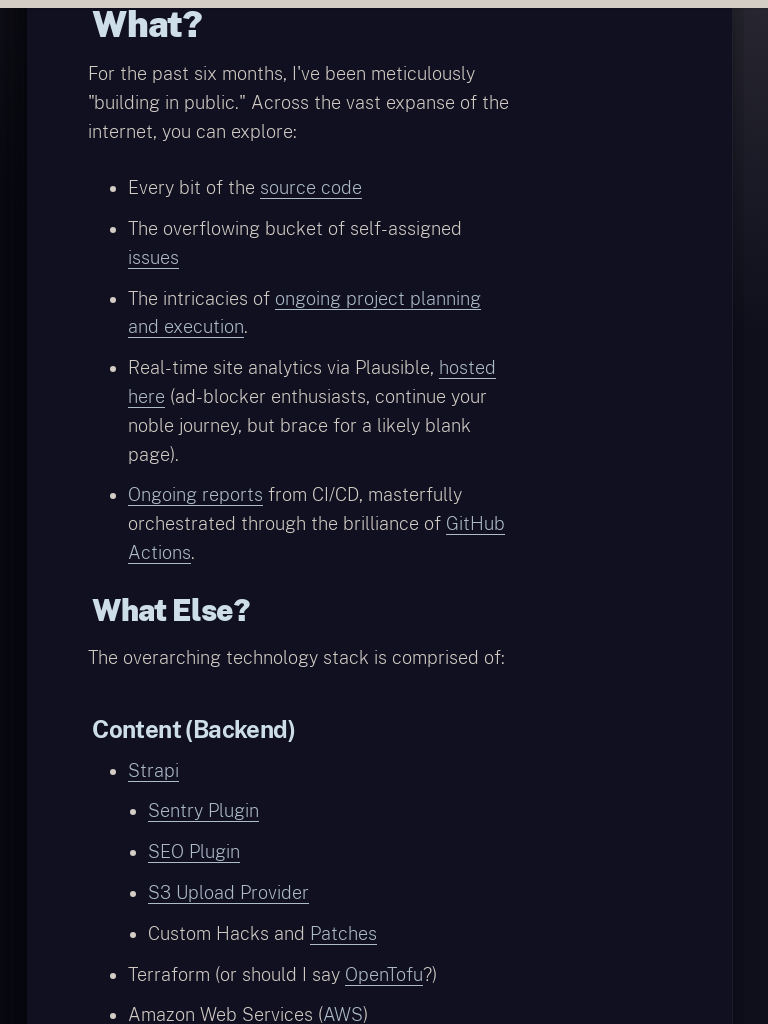 What?
For the past six months, I've been meticulously
"building in public." Across the vast expanse of the
internet, you can explore:
Every bit of the source code
The overflowing bucket of self-assigned
issues
The intricacies of ongoing project planning
and execution.
Real-time site analytics via Plausible, hosted
here (ad-blocker enthusiasts, continue your
noble journey, but brace for a likely blank
page).
Ongoing reports from CI/CD, masterfully
orchestrated through the brilliance of GitHub
Actions.
What Else?
The overarching technology stack is comprised of:
Content (Backend)
Strapi
Sentry Plugin
SEO Plugin
S3 Upload Provider
Custom Hacks and Patches
Terraform (or should I say OpenTofu?)
Amazon Web Services (AWS)